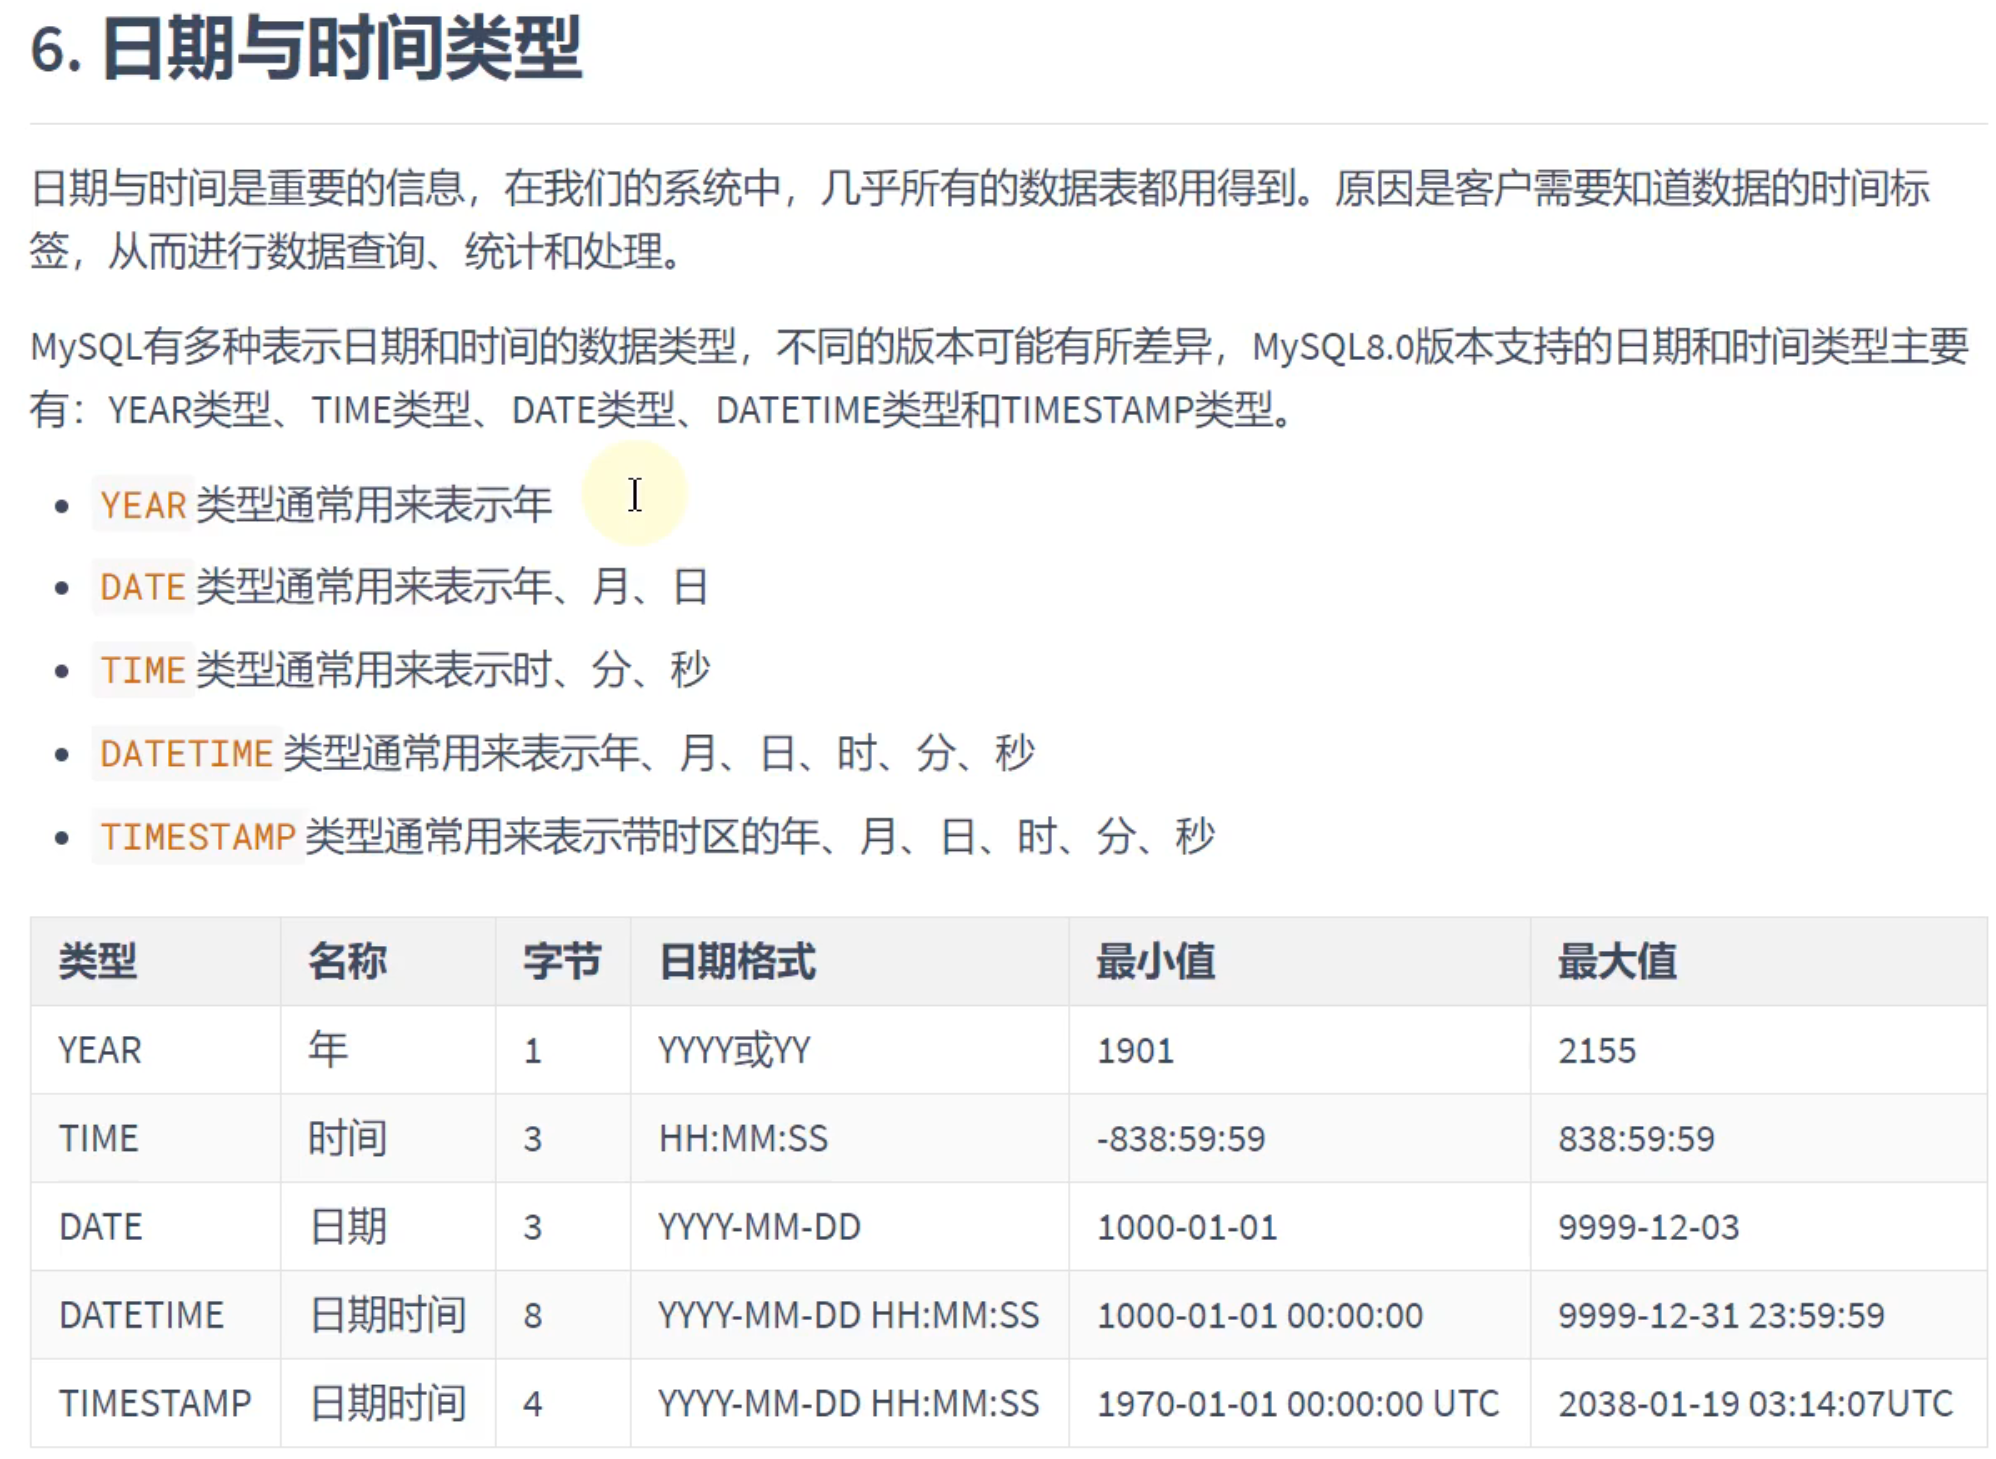 6. 日期与时间类型
日期与时间是重要的信息，在我们的系统中，几乎所有的数据表都用得到。原因是客户需要知道数据的时间标
签，从而进行数据查询、统计和处理。
MySQL有多种表示日期和时间的数据类型，不同的版本可能有所差异，MySQL8.0版本支持的日期和时间类型主要
有：YEAR类型、TIME类型、DATE类型、DATETIME类型和TIMESTAMP类型。
• YEAR 类型通常用来表示年
• DATE 类型通常用来表示年、月、日
• TIME 类型通常用来表示时、分、秒
• DATETIME 类型通常用来表示年、月、日、时、分、秒
• TIMESTAMP 类型通常用来表示带时区的年、月、日、时、分、秒
类型 名称 字节 日期格式 最小值 最大值
YEAR 年 1 YYYY或YY 1901 2155
TIME 时间 3 HH:MM:SS -838:59:59 838:59:59
DATE 日期 3 YYYY-MM-DD 1000-01-01 9999-12-03
DATETIME 日期时间 8 YYYY-MM-DD HH:MM:SS 1000-01-01 00:00:00 9999-12-31 23:59:59
TIMESTAMP 日期时间 4 YYYY-MM-DD HH:MM:SS 1970-01-01 00:00:00 UTC 2038-01-19 03:14:07UTC